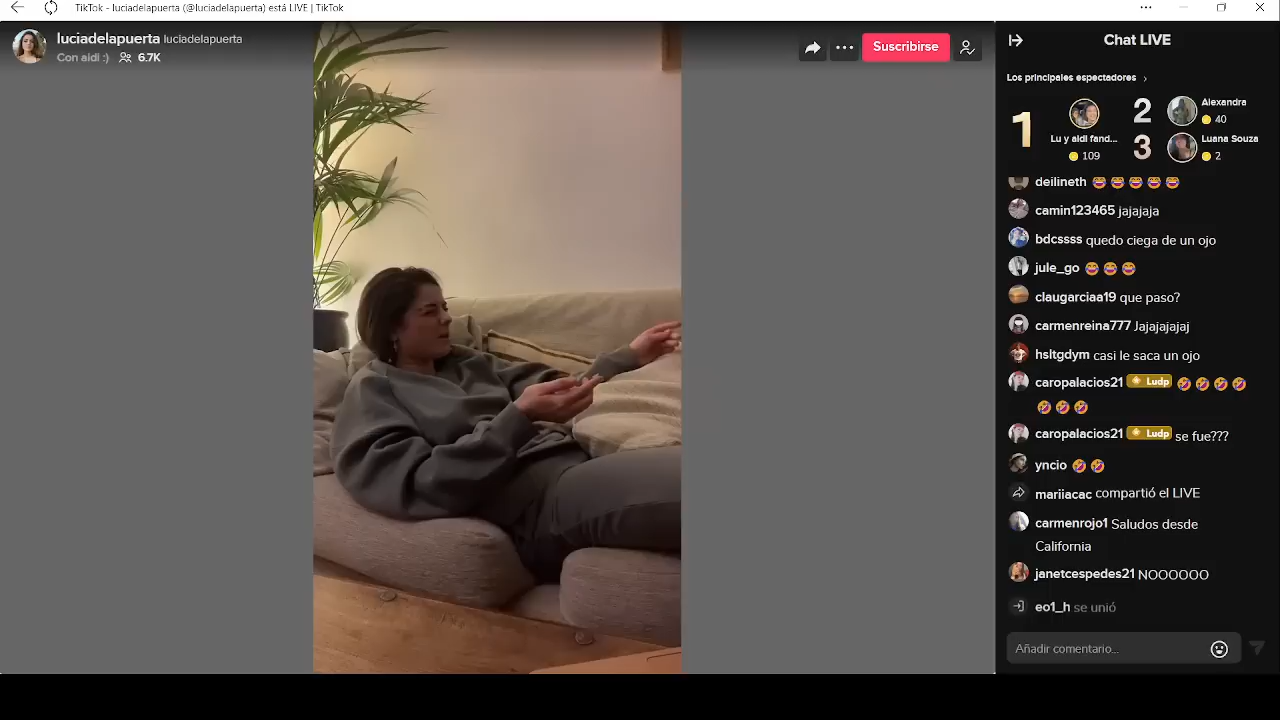 TikTok - luciadelapuerta (@luciadelapuerta) está LIVE | TikTok
luciadelapuerta luciadelapuerta
Con aidi :) 6.7K
Suscribirse
Chat LIVE
Los principales espectadores
1
Lu y aidi fand...
109
2
Alexandra
40
3
Luana Souza
2
deilineth 😂😂😂😂😂
camin123465 jajajaja
bdcssss quedo ciega de un ojo
jule_go 😂😂😂
claugarciaa19 que paso?
carmenreina777 Jajajajajaj
hsltgdym casi le saca un ojo
caropalacios21 Ludp 🤣🤣🤣🤣
🤣🤣🤣
caropalacios21 Ludp se fue???
yncio 🤣🤣
mariiacac compartió el LIVE
carmenrojo1 Saludos desde
California
janetcespedes21 NOOOOOO
eo1_h se unió
Añadir comentario...